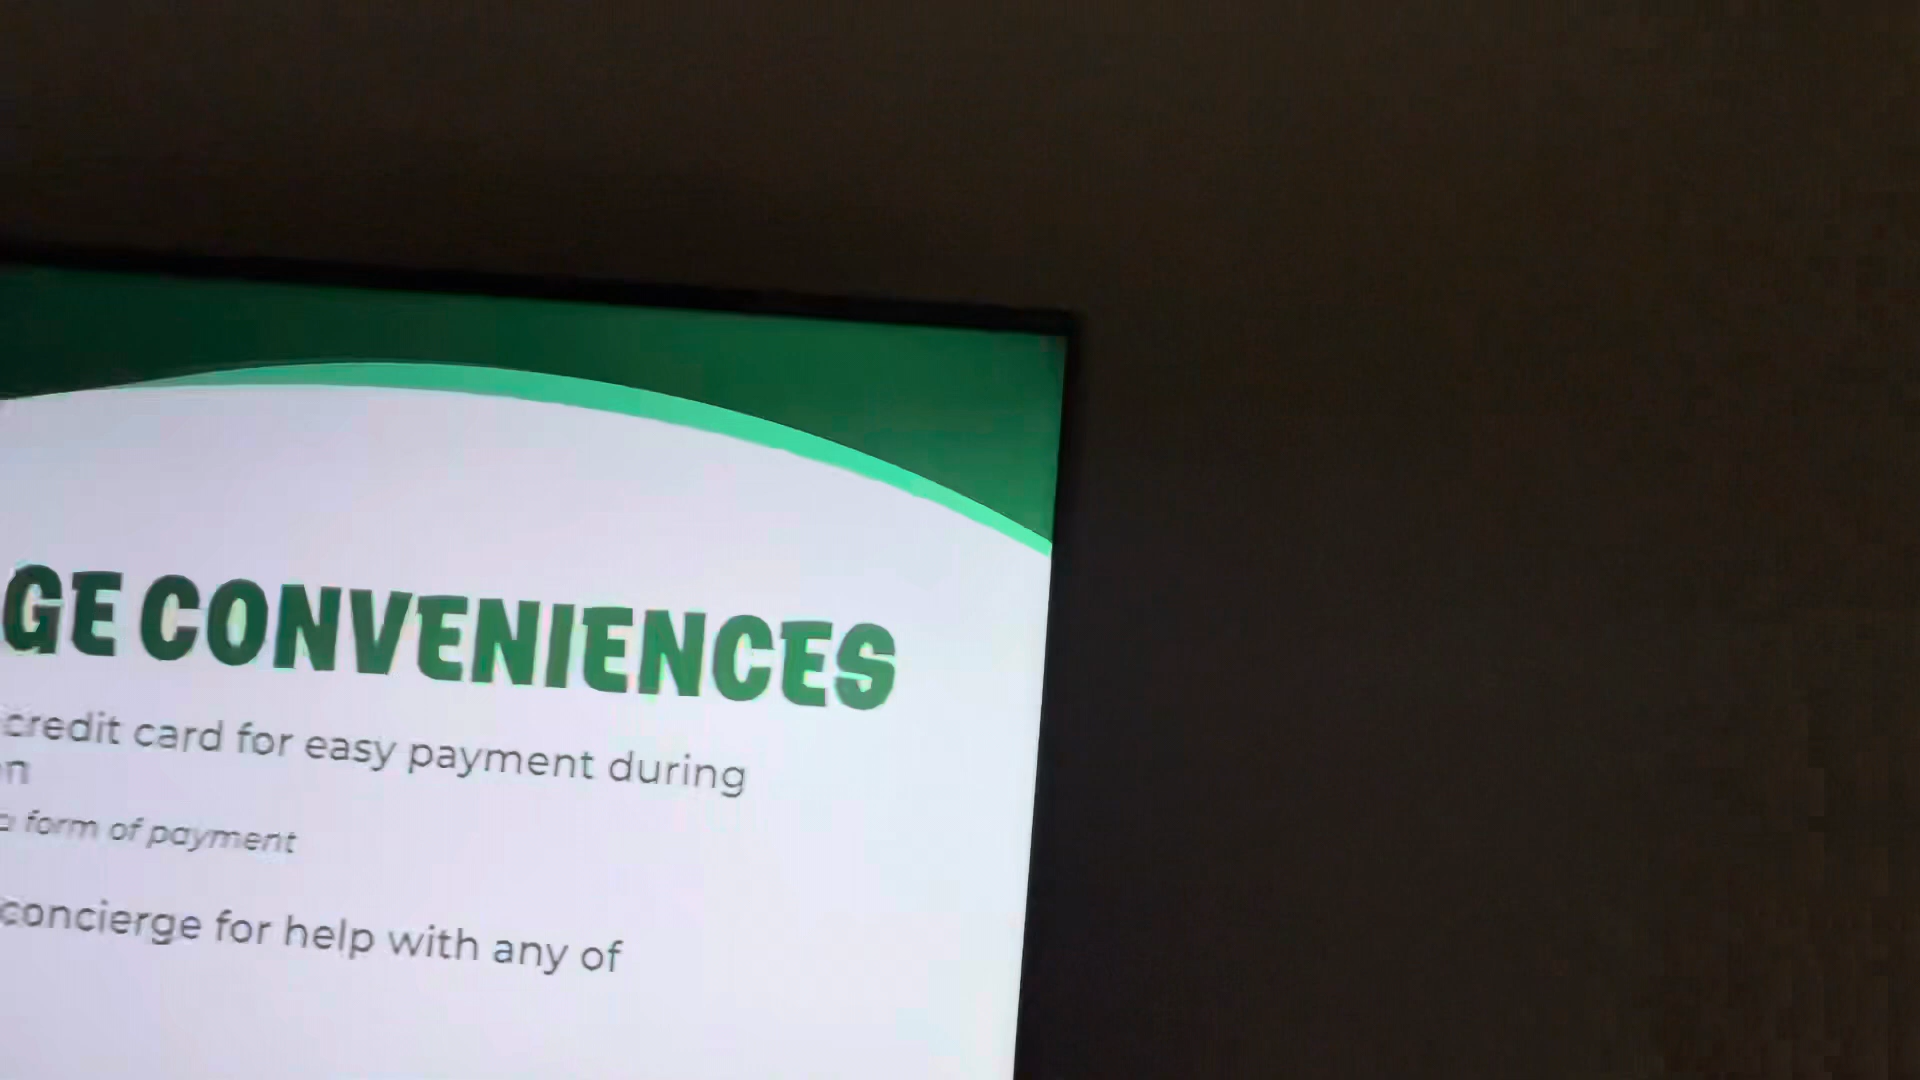 GE CONVENIENCES
credit card for easy payment during
n
a form of payment
concierge for help with any of